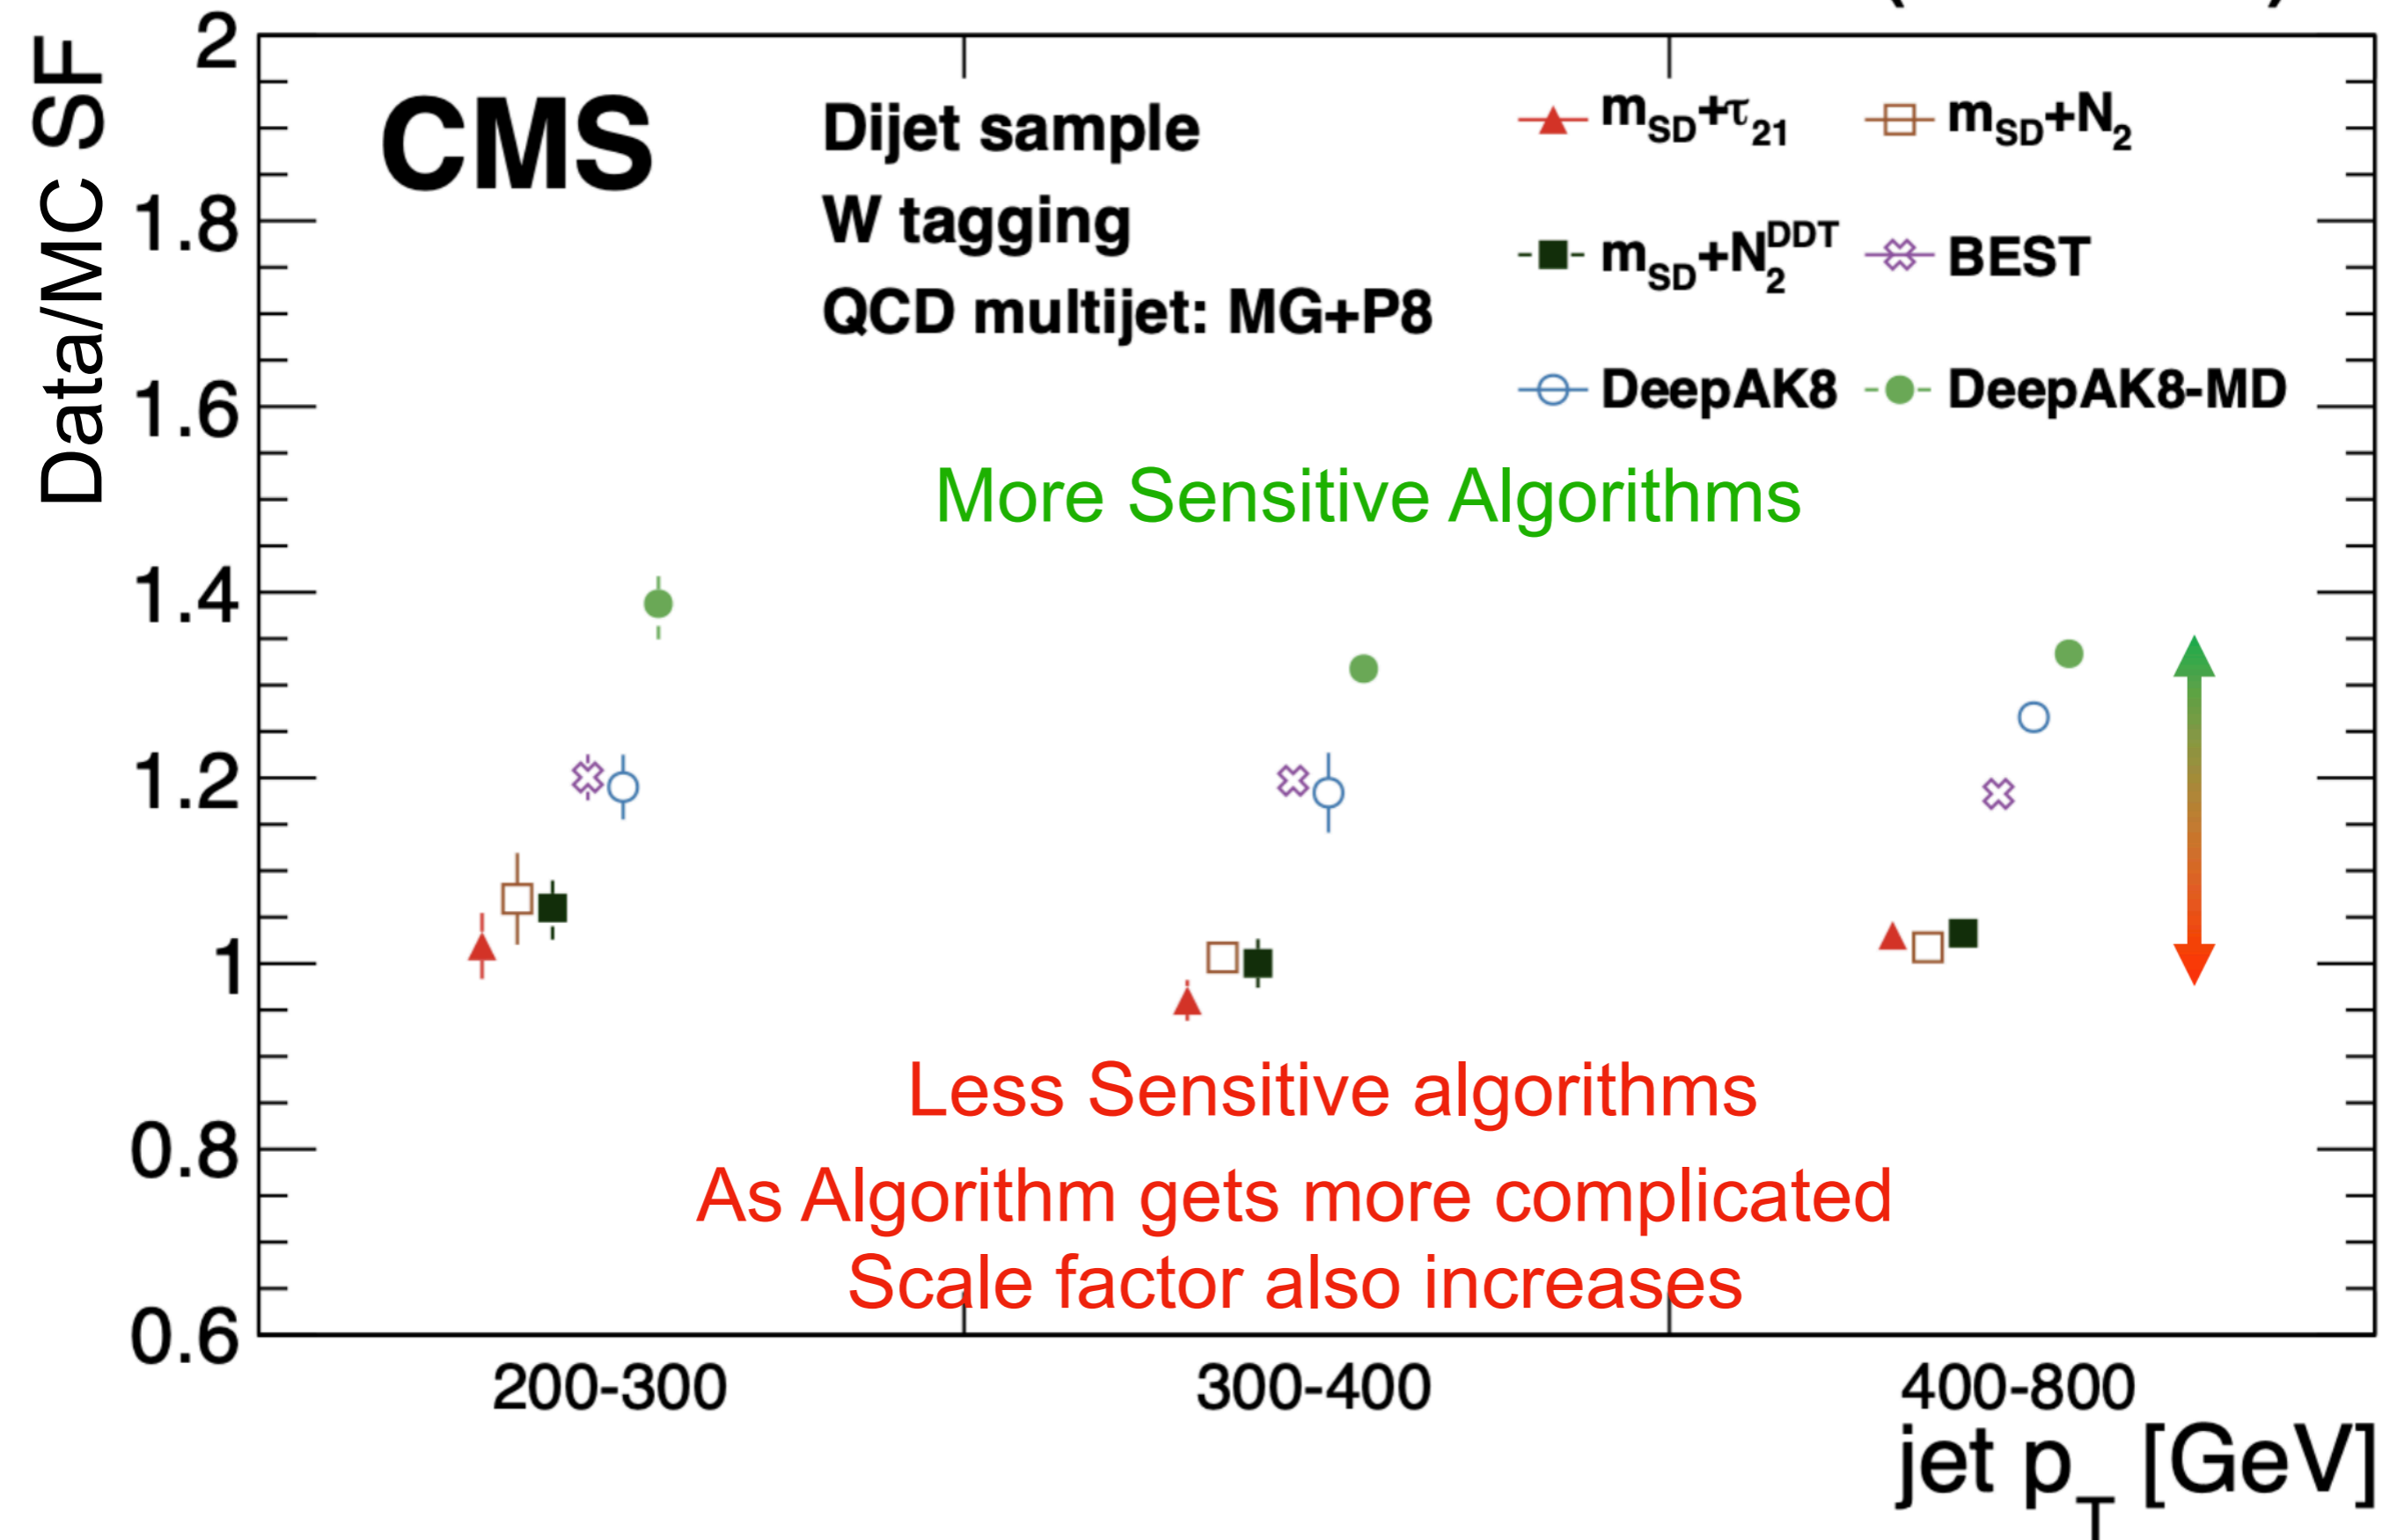 Data/MC SF
2
1.8
1.6
1.4
1.2
1
0.8
0.6
CMS
Dijet sample
W tagging
QCD multijet: MG+P8
m_SD+τ_21
m_SD+N_2
m_SD+N_2^DDT
BEST
DeepAK8
DeepAK8-MD
More Sensitive Algorithms
Less Sensitive algorithms
As Algorithm gets more complicated
Scale factor also increases
200-300
300-400
400-800
jet p_T [GeV]